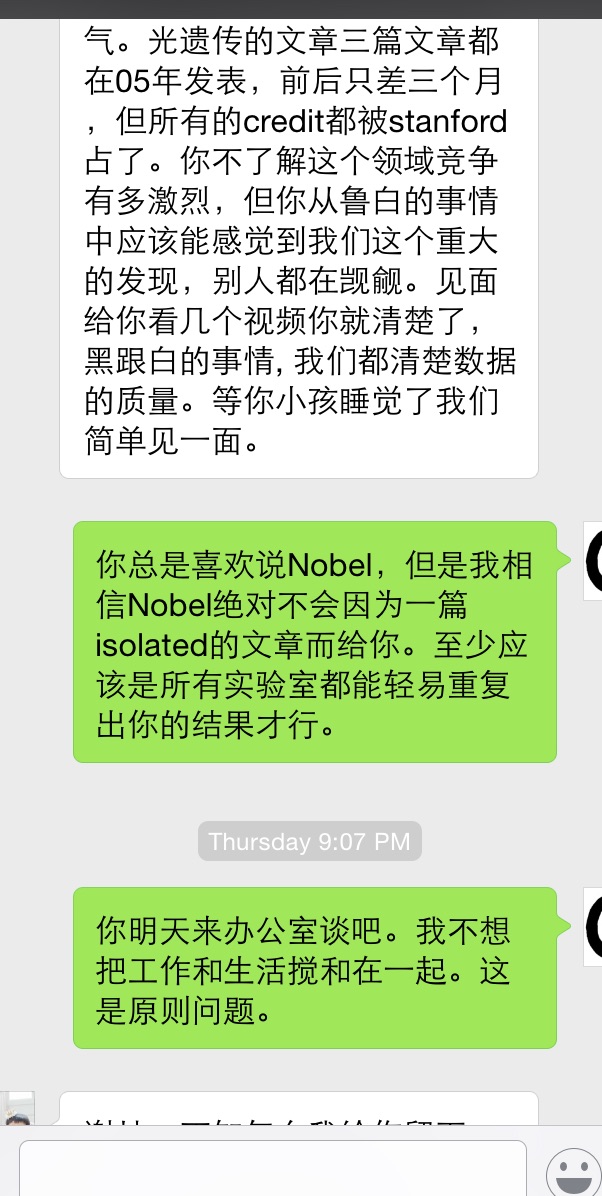 气。光遗传的文章三篇文章都
在05年发表，前后只差三个月
，但所有的credit都被stanford
占了。你不了解这个领域竞争
有多激烈，但你从鲁白的事情
中应该能感觉到我们这个重大
的发现，别人都在觊觎。见面
给你看几个视频你就清楚了，
黑跟白的事情, 我们都清楚数据
的质量。等你小孩睡觉了我们
简单见一面。
你总是喜欢说Nobel，但是我相
信Nobel绝对不会因为一篇
isolated的文章而给你。至少应
该是所有实验室都能轻易重复
出你的结果才行。
Thursday 9:07 PM
你明天来办公室谈吧。我不想
把工作和生活搅和在一起。这
是原则问题。